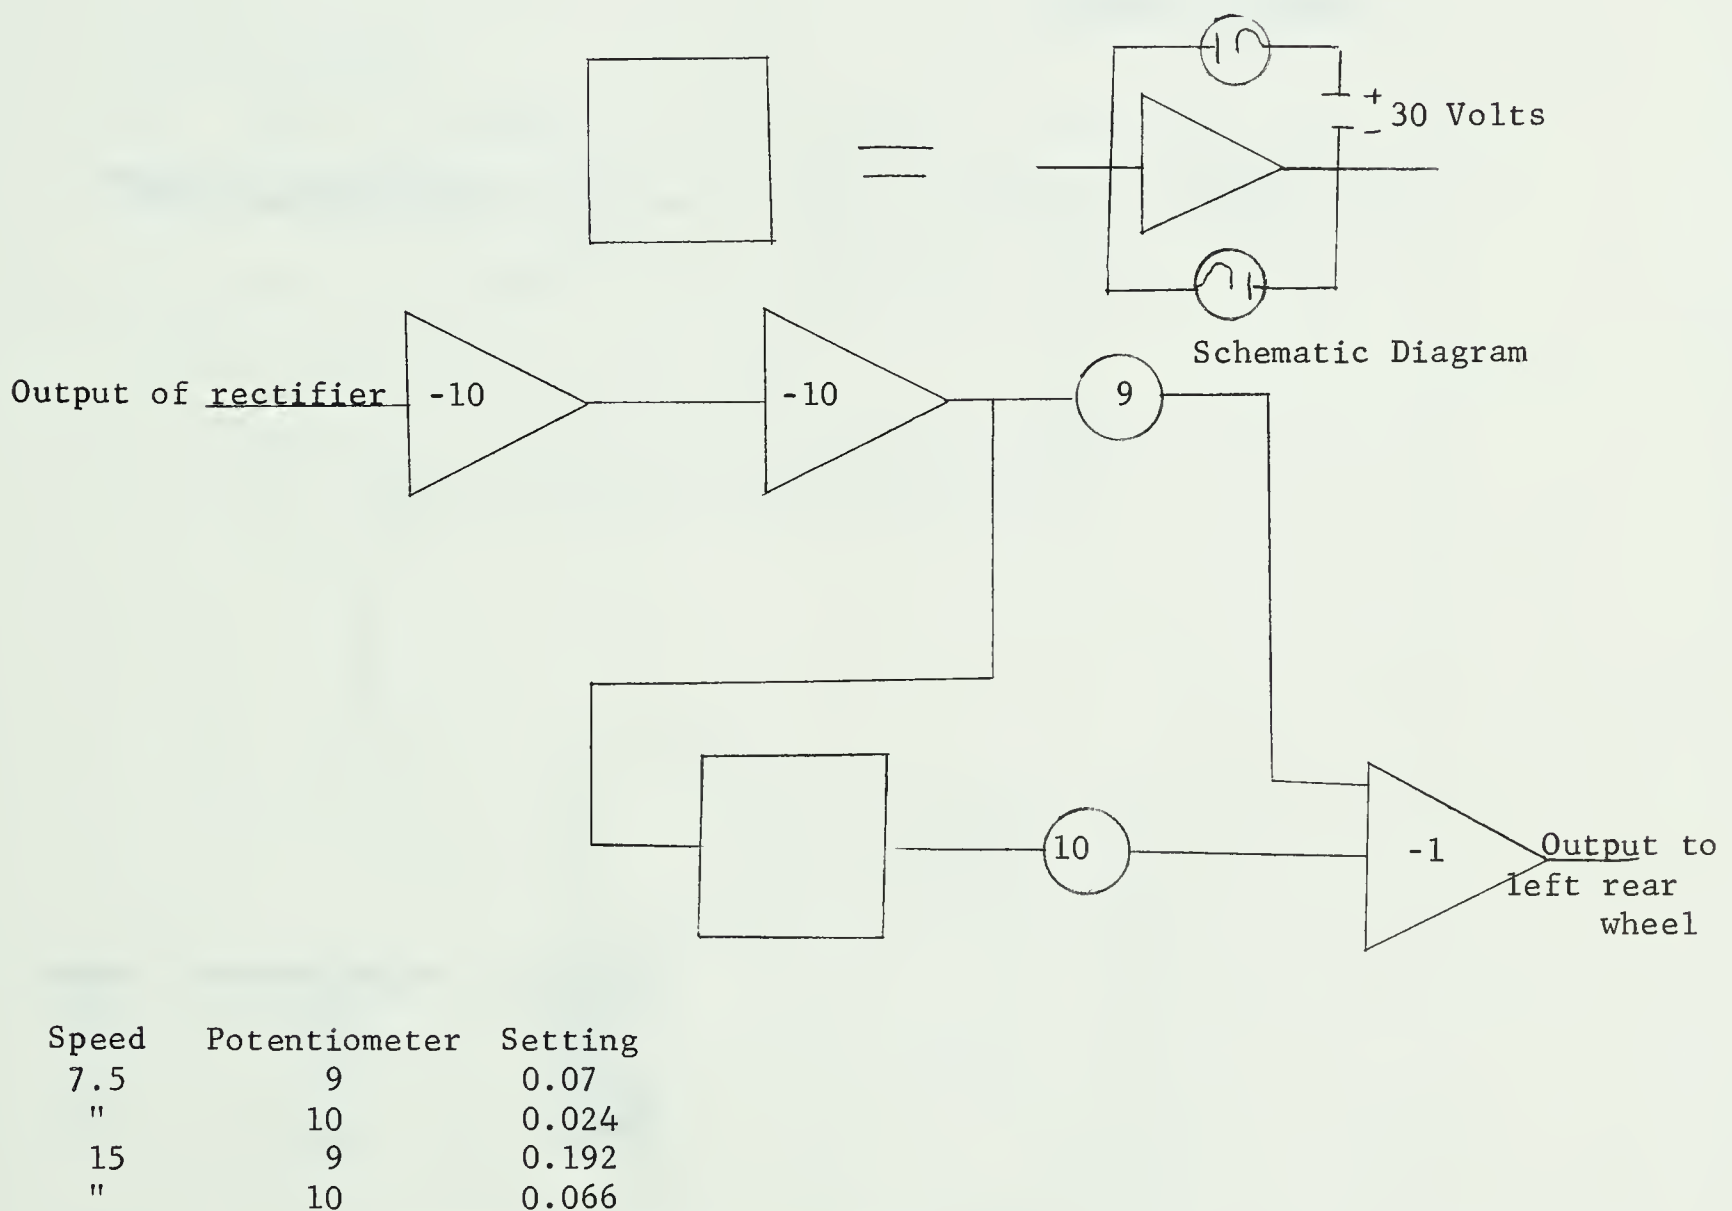 +
- 30 Volts
Schematic Diagram
Output of rectifier -10 -10 9
10 -1 Output to
left rear
wheel
Speed Potentiometer Setting
7.5 9 0.07
" 10 0.024
15 9 0.192
" 10 0.066